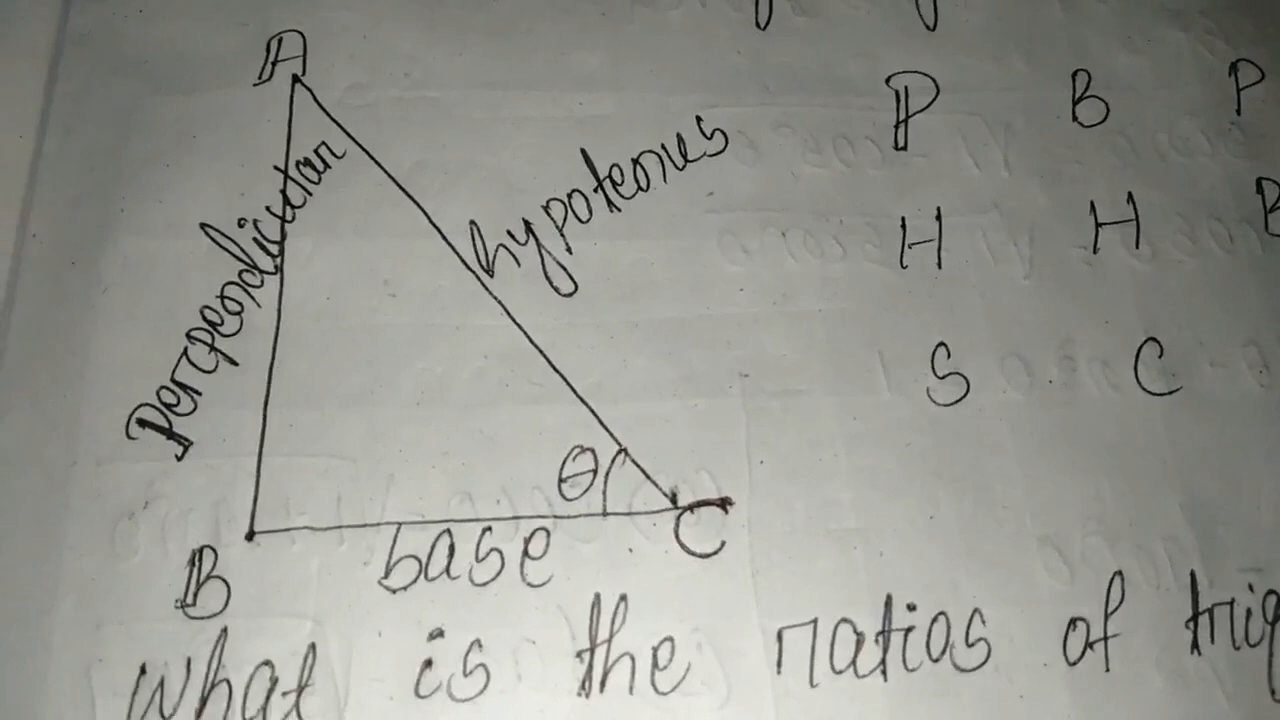 A
P B P
Perpendicular
hypotenus
H H
S C
θ
C
base
B
What is the ratios of